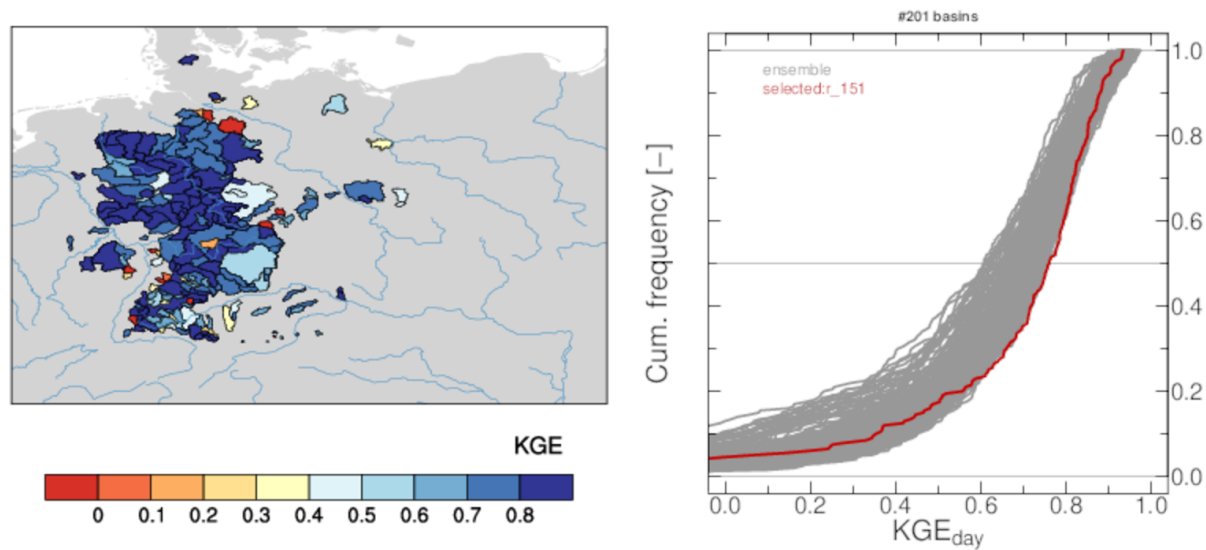 KGE
0 0.1 0.2 0.3 0.4 0.5 0.6 0.7 0.8
#201 basins
ensemble
selected:r_151
Cum. frequency [-]
1.0
0.8
0.6
0.4
0.2
0.0
0.0 0.2 0.4 0.6 0.8 1.0
KGEday